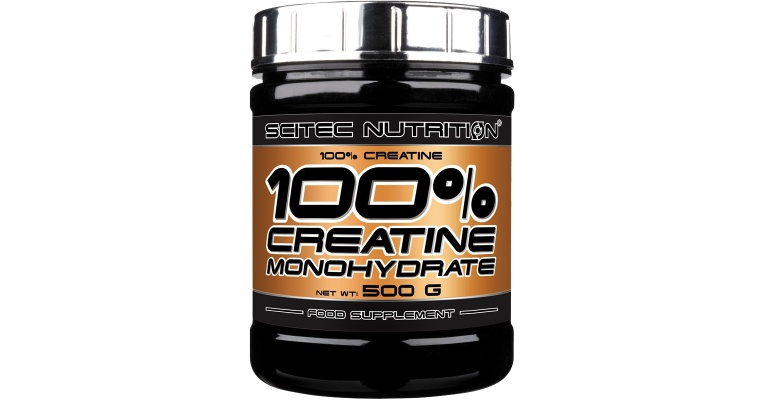 SCITEC NUTRITION®
100% CREATINE
100%
CREATINE
MONOHYDRATE
NET WT: 500 G
FOOD SUPPLEMENT